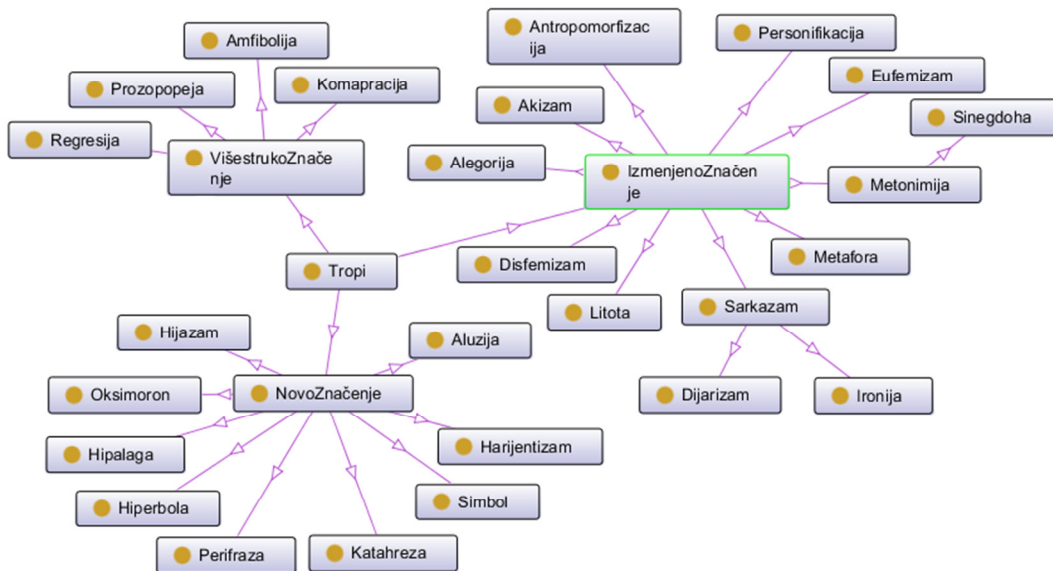 Amfibolija
Prozopopeja
Komapracija
Regresija
VišestrukoZnače
nje
Antropomorfizac
ija
Personifikacija
Akizam
Eufemizam
Sinegdoha
Alegorija
IzmenjenoZnačen
je
Metonimija
Tropi
Disfemizam
Metafora
Litota
Sarkazam
Hijazam
Aluzija
Oksimoron
NovoZnačenje
Dijarizam
Ironija
Hipalaga
Harijentizam
Hiperbola
Simbol
Perifraza
Katahreza